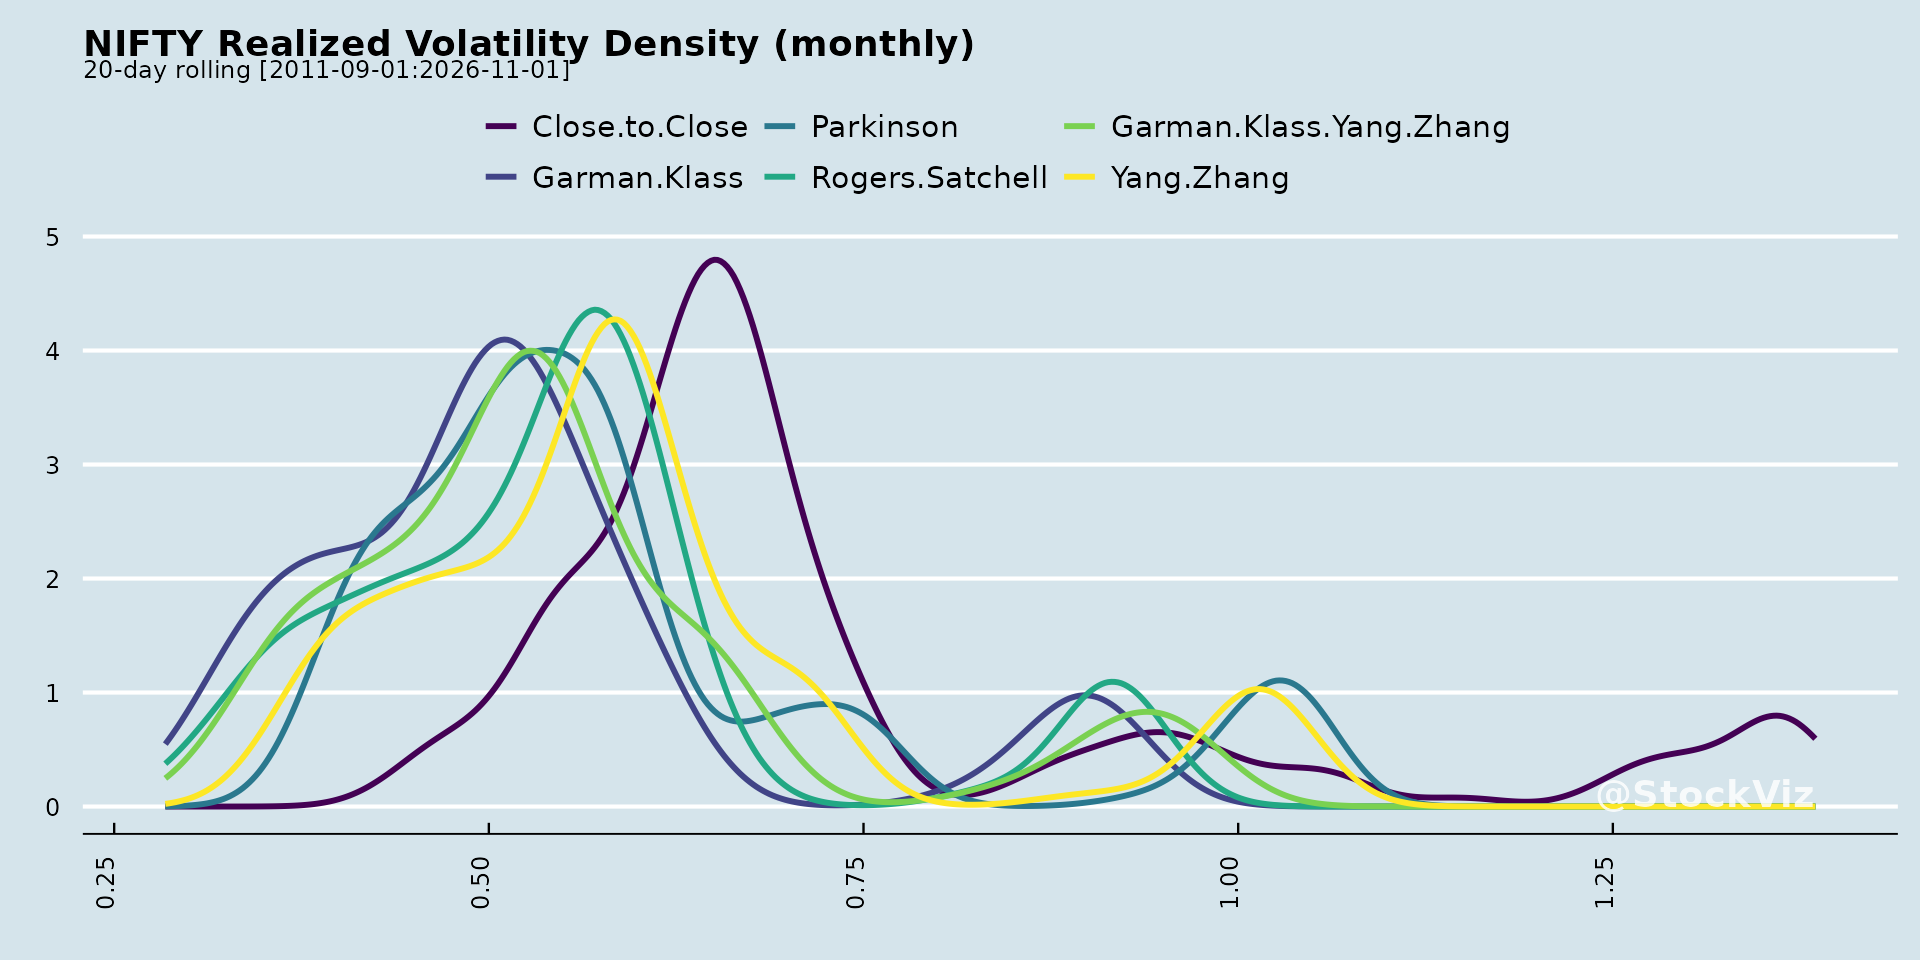 NIFTY Realized Volatility Density (monthly)
20-day rolling [2011-09-01:2026-11-01]
Close.to.Close Parkinson Garman.Klass.Yang.Zhang
Garman.Klass Rogers.Satchell Yang.Zhang
5
4
3
2
1
0
@StockViz
0.25 0.50 0.75 1.00 1.25